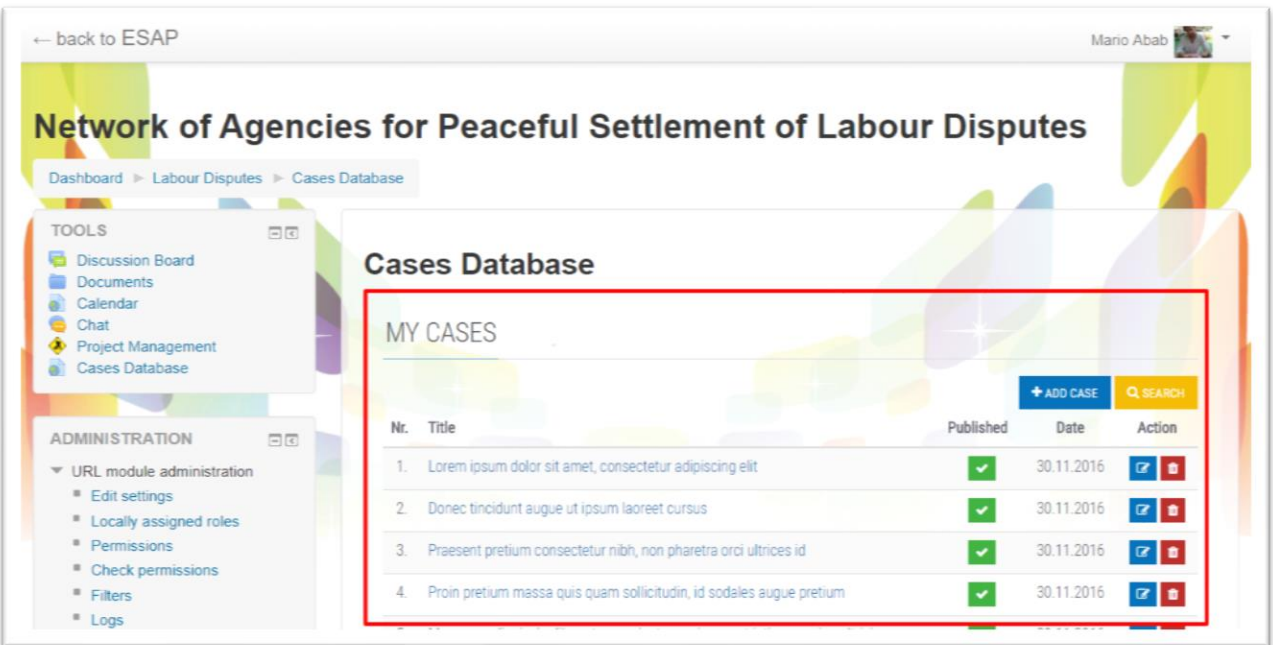 ← back to ESAP
Mario Abab
Network of Agencies for Peaceful Settlement of Labour Disputes
Dashboard ► Labour Disputes ► Cases Database
TOOLS
Discussion Board
Documents
Calendar
Chat
Project Management
Cases Database
ADMINISTRATION
URL module administration
Edit settings
Locally assigned roles
Permissions
Check permissions
Filters
Logs
Cases Database
MY CASES
+ ADD CASE SEARCH
Nr. Title Published Date Action
1. Lorem ipsum dolor sit amet, consectetur adipiscing elit 30.11.2016
2. Donec tincidunt augue ut ipsum laoreet cursus 30.11.2016
3. Praesent pretium consectetur nibh, non pharetra orci ultrices id 30.11.2016
4. Proin pretium massa quis quam sollicitudin, id sodales augue pretium 30.11.2016